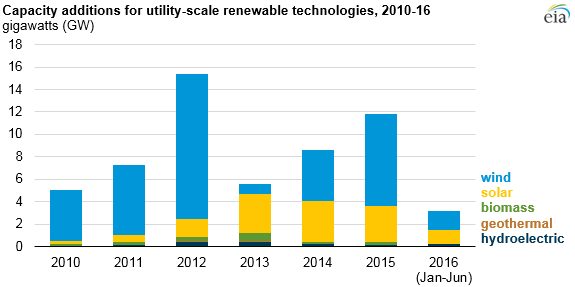 Capacity additions for utility-scale renewable technologies, 2010-16
gigawatts (GW)
eia
18
16
14
12
10
8
6
4
2
0
wind
solar
biomass
geothermal
hydroelectric
2010 2011 2012 2013 2014 2015 2016
(Jan-Jun)